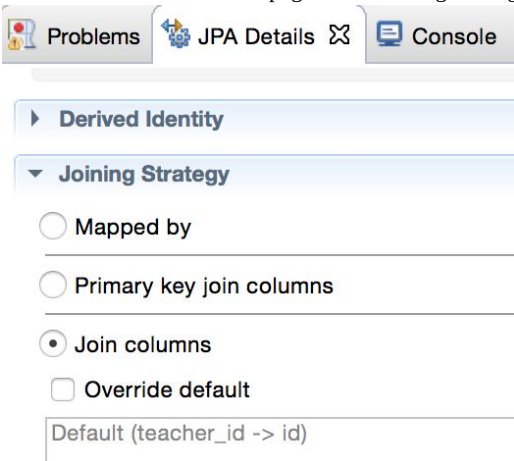 Problems JPA Details Console
Derived Identity
Joining Strategy
Mapped by
Primary key join columns
Join columns
Override default
Default (teacher_id -> id)